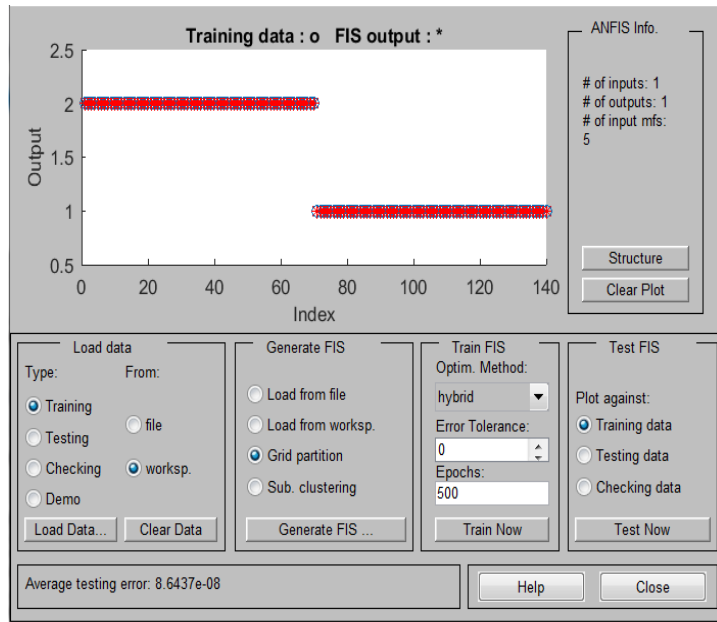 Training data : o   FIS output : *
2.5
2
1.5
1
0.5
Output
0
20
40
60
80
100
120
140
Index
ANFIS Info.
# of inputs: 1
# of outputs: 1
# of input mfs:
5
Structure
Clear Plot
Load data
Type:
From:
Training
Testing
Checking
Demo
file
worksp.
Load Data...
Clear Data
Generate FIS
Load from file
Load from worksp.
Grid partition
Sub. clustering
Generate FIS ...
Train FIS
Optim. Method:
hybrid
Error Tolerance:
0
Epochs:
500
Train Now
Test FIS
Plot against:
Training data
Testing data
Checking data
Test Now
Average testing error: 8.6437e-08
Help
Close